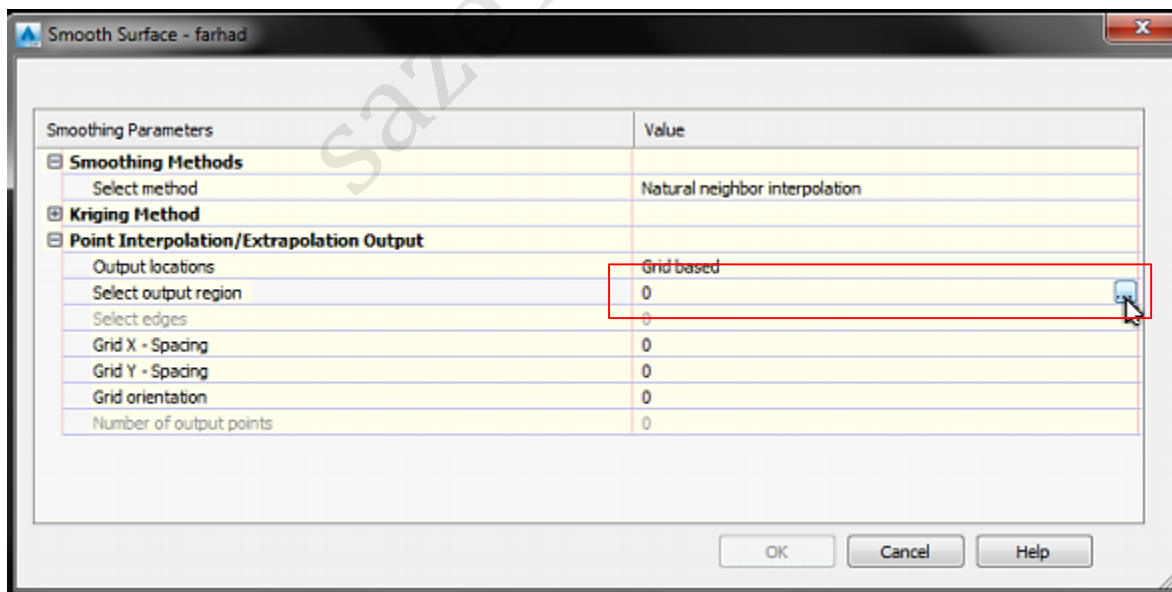 Smooth Surface - farhad
Smoothing Parameters Value
Smoothing Methods
Select method Natural neighbor interpolation
Kriging Method
Point Interpolation/Extrapolation Output
Output locations Grid based
Select output region 0
Select edges 0
Grid X - Spacing 0
Grid Y - Spacing 0
Grid orientation 0
Number of output points 0
OK Cancel Help